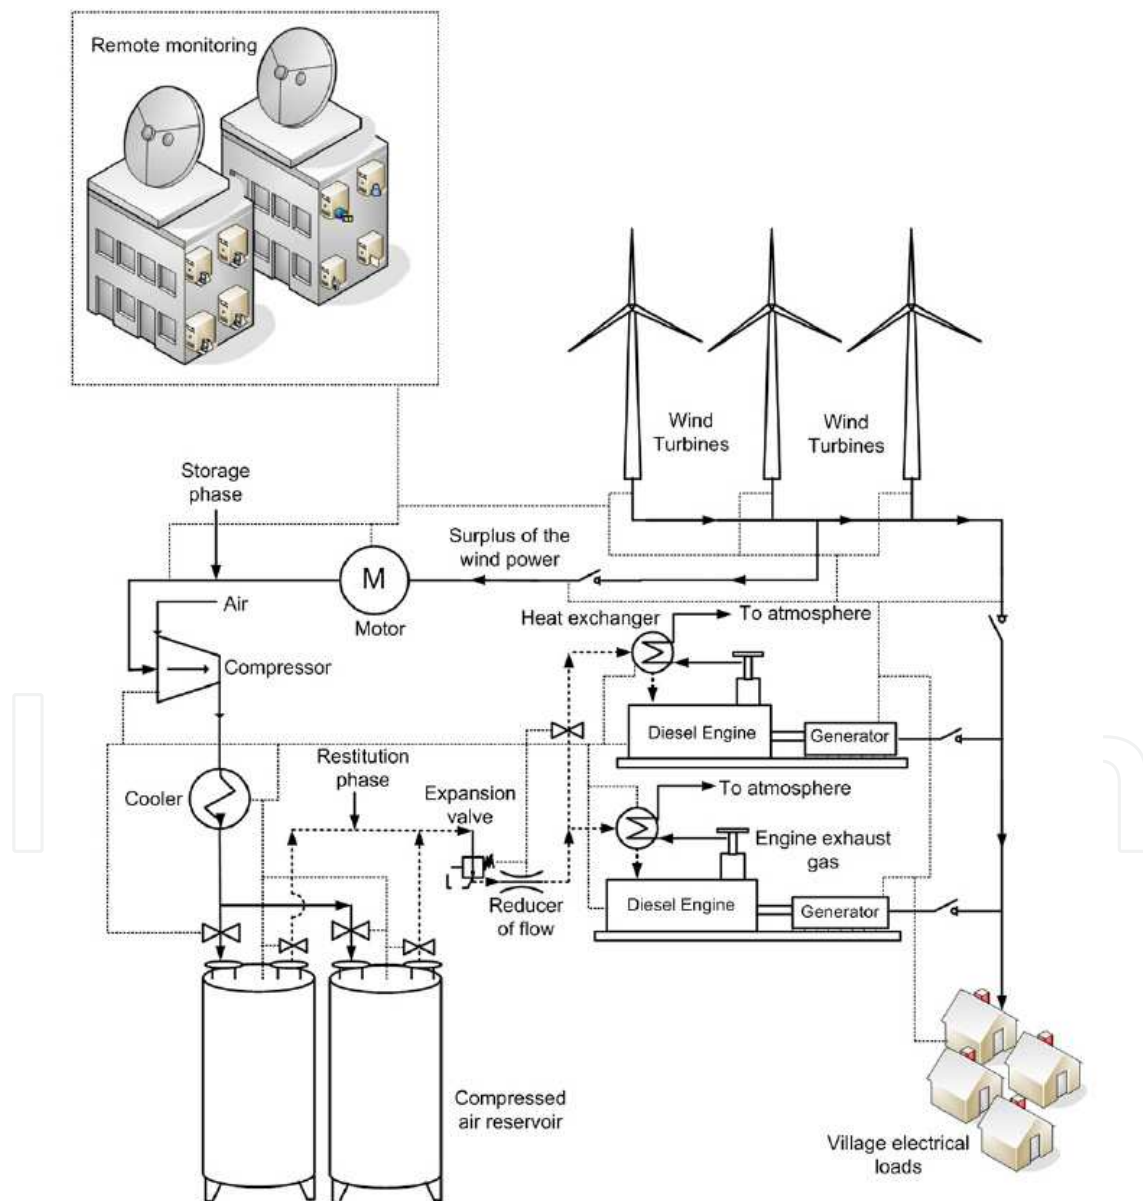 Remote monitoring
Wind
Turbines
Wind
Turbines
Storage
phase
Surplus of the
wind power
M
Motor
Air
Compressor
Heat exchanger
To atmosphere
Diesel Engine
Generator
Restitution
phase
Cooler
Expansion
valve
To atmosphere
Engine exhaust
gas
Diesel Engine
Generator
Reducer
of flow
Compressed
air reservoir
Village electrical
loads